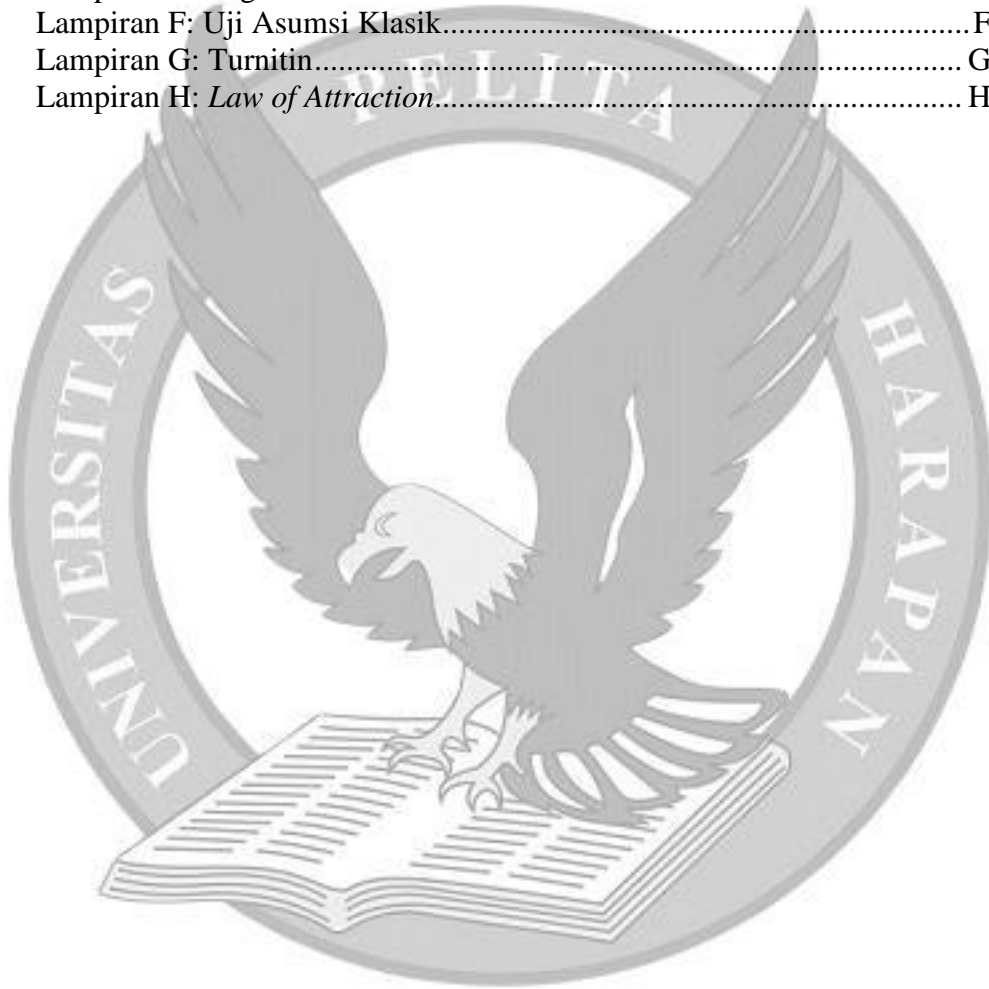 Lampiran F: Uji Asumsi Klasik.......................................................................................F
Lampiran G: Turnitin.......................................................................................................G
Lampiran H: Law of Attraction.......................................................................................H
UNIVERSITAS PELITA HARAPAN